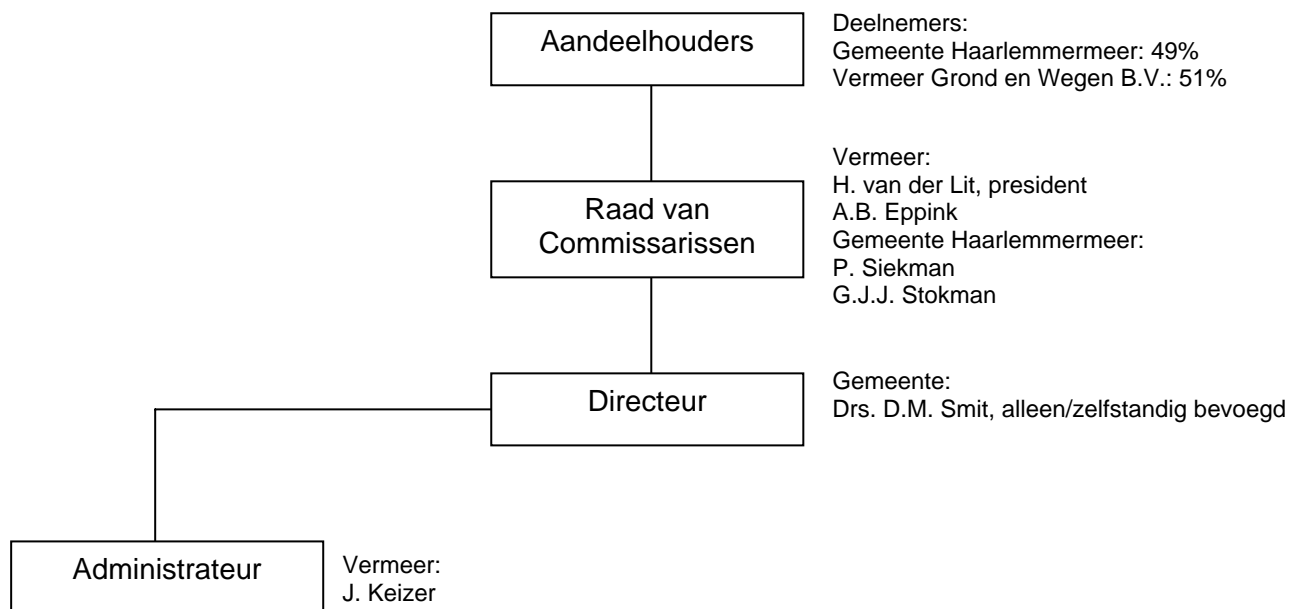 Aandeelhouders
Deelnemers:
Gemeente Haarlemmermeer: 49%
Vermeer Grond en Wegen B.V.: 51%
Raad van
Commissarissen
Vermeer:
H. van der Lit, president
A.B. Eppink
Gemeente Haarlemmermeer:
P. Siekman
G.J.J. Stokman
Directeur
Gemeente:
Drs. D.M. Smit, alleen/zelfstandig bevoegd
Administrateur
Vermeer:
J. Keizer